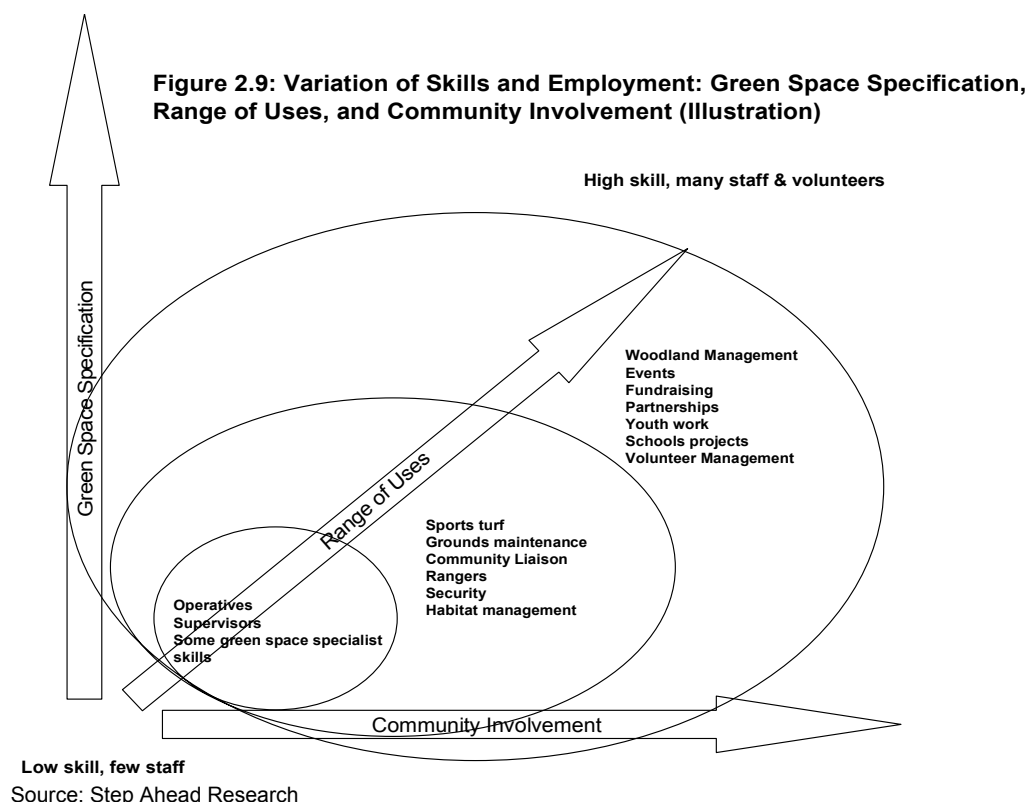 Figure 2.9: Variation of Skills and Employment: Green Space Specification,
Range of Uses, and Community Involvement (Illustration)
High skill, many staff & volunteers
Green Space Specification
Woodland Management
Events
Fundraising
Partnerships
Youth work
Schools projects
Volunteer Management
Range of Uses
Sports turf
Grounds maintenance
Community Liaison
Rangers
Security
Habitat management
Operatives
Supervisors
Some green space specialist
skills
Community Involvement
Low skill, few staff
Source: Step Ahead Research